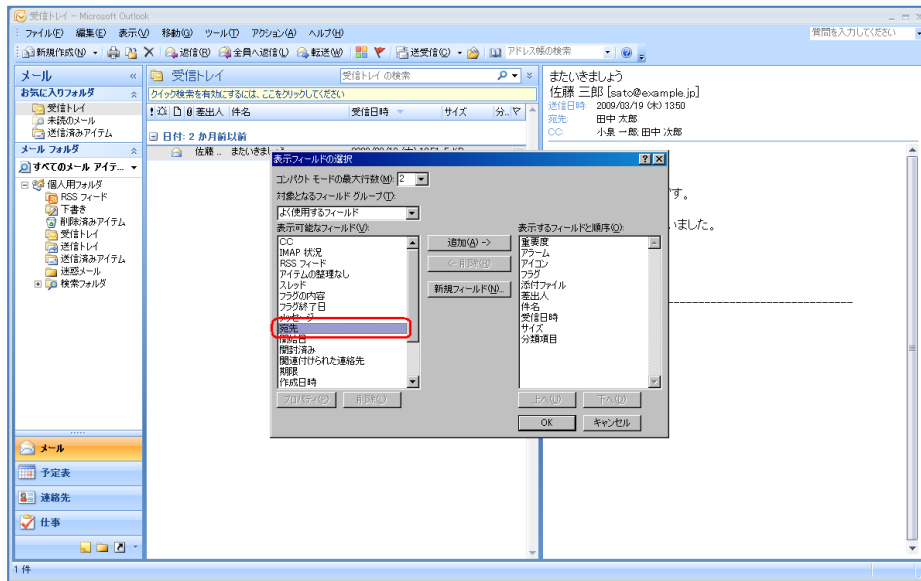 受信トレイ - Microsoft Outlook
ファイル(F) 編集(E) 表示(V) 移動(G) ツール(T) アクション(A) ヘルプ(H) 質問を入力してください
新規作成(N) 返信(R) 全員へ返信(L) 転送(W) 送受信(C) アドレス帳の検索
メール
お気に入りフォルダ
受信トレイ
未読のメール
送信済みアイテム
メール フォルダ
すべてのメール アイテ...
個人用フォルダ
RSS フィード
下書き
削除済みアイテム
受信トレイ
送信トレイ
送信済みアイテム
迷惑メール
検索フォルダ
メール
予定表
連絡先
仕事
1 件
受信トレイ 受信トレイ の検索
クイック検索を有効にするには、ここをクリックしてください
差出人 件名 受信日時 サイズ 分..
日付: 2 か月前以前
佐藤 .. またいきまし
またいきましょう
佐藤 三郎 [sato@example.jp]
送信日時: 2009/03/19 (木) 13:50
宛先: 田中 太郎
CC: 小泉 一郎; 田中 次郎
す。
いました。
表示フィールドの選択
コンパクト モードの最大行数(M): 2
対象となるフィールド グループ(T):
よく使用するフィールド
表示可能なフィールド(V):
CC
IMAP 状況
RSS フィード
アイテムの整理なし
スレッド
フラグの内容
フラグ終了日
メッセージ
宛先
開始日
開封済み
関連付けられた連絡先
期限
作成日時
プロパティ(P) 削除(L)
追加(A) ->
<- 削除(R)
新規フィールド(N)...
表示するフィールドと順序(O):
重要度
アラーム
アイコン
フラグ
添付ファイル
差出人
件名
受信日時
サイズ
分類項目
上へ(U) 下へ(D)
OK キャンセル